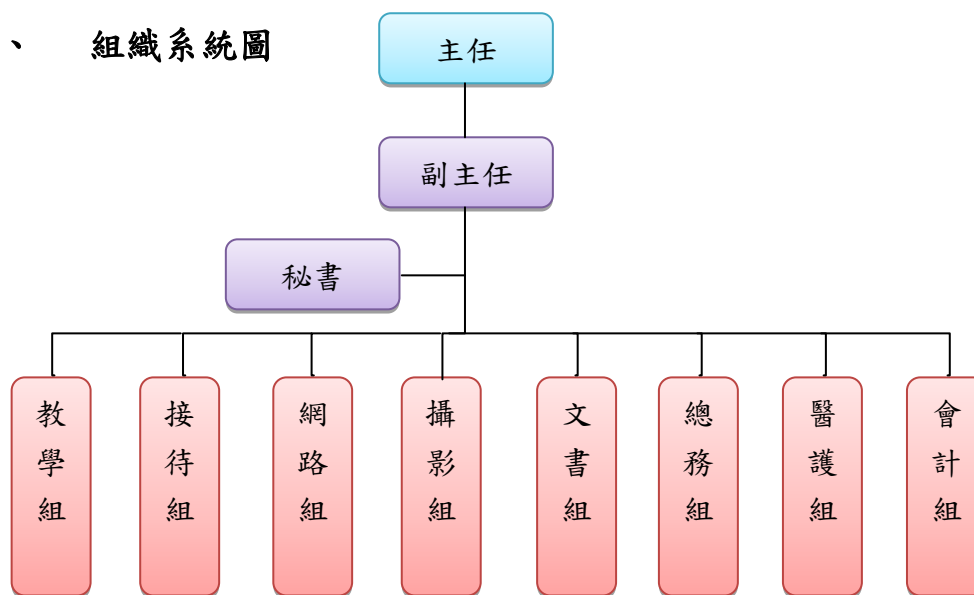 、 組織系統圖
主任
副主任
秘書
教學組
接待組
網路組
攝影組
文書組
總務組
醫護組
會計組